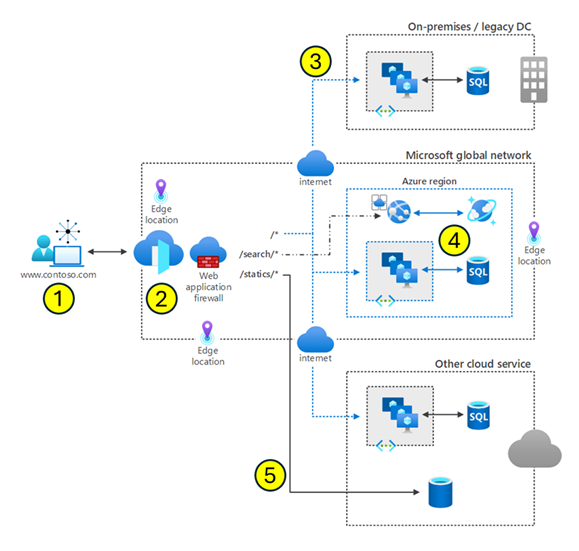 On-premises / legacy DC
3
SQL
internet
Microsoft global network
Azure region
Edge
location
/*
/search/*
/statics/*
www.contoso.com
1
2
Web
application
firewall
4
SQL
Edge
location
Edge
location
internet
Other cloud service
SQL
5